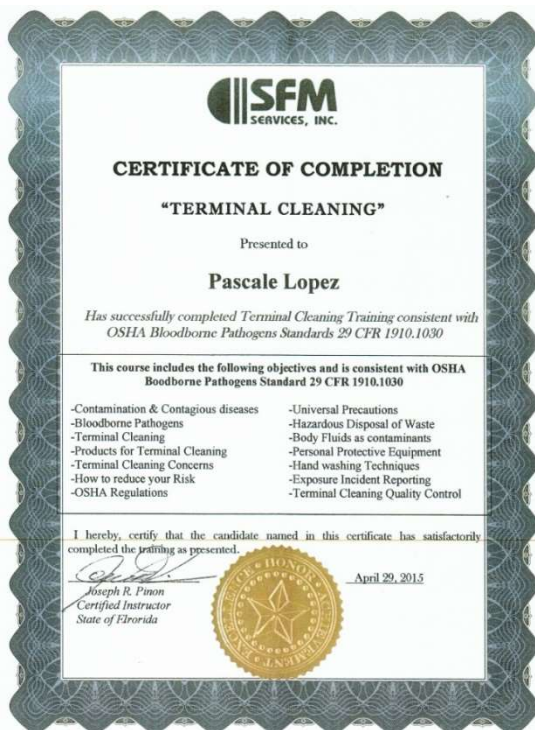 SFM
SERVICES, INC.
CERTIFICATE OF COMPLETION
“TERMINAL CLEANING”
Presented to
Pascale Lopez
Has successfully completed Terminal Cleaning Training consistent with
OSHA Bloodborne Pathogens Standards 29 CFR 1910.1030
This course includes the following objectives and is consistent with OSHA
Boodborne Pathogens Standard 29 CFR 1910.1030
-Contamination & Contagious diseases
-Bloodborne Pathogens
-Terminal Cleaning
-Products for Terminal Cleaning
-Terminal Cleaning Concerns
-How to reduce your Risk
-OSHA Regulations
-Universal Precautions
-Hazardous Disposal of Waste
-Body Fluids as contaminants
-Personal Protective Equipment
-Hand washing Techniques
-Exposure Incident Reporting
-Terminal Cleaning Quality Control
I hereby, certify that the candidate named in this certificate has satisfactorily
completed the training as presented.
Joseph R. Pinon
Certified Instructor
State of Elrorida
April 29, 2015
EXCELLENCE HONOR ACHIEVEMENT